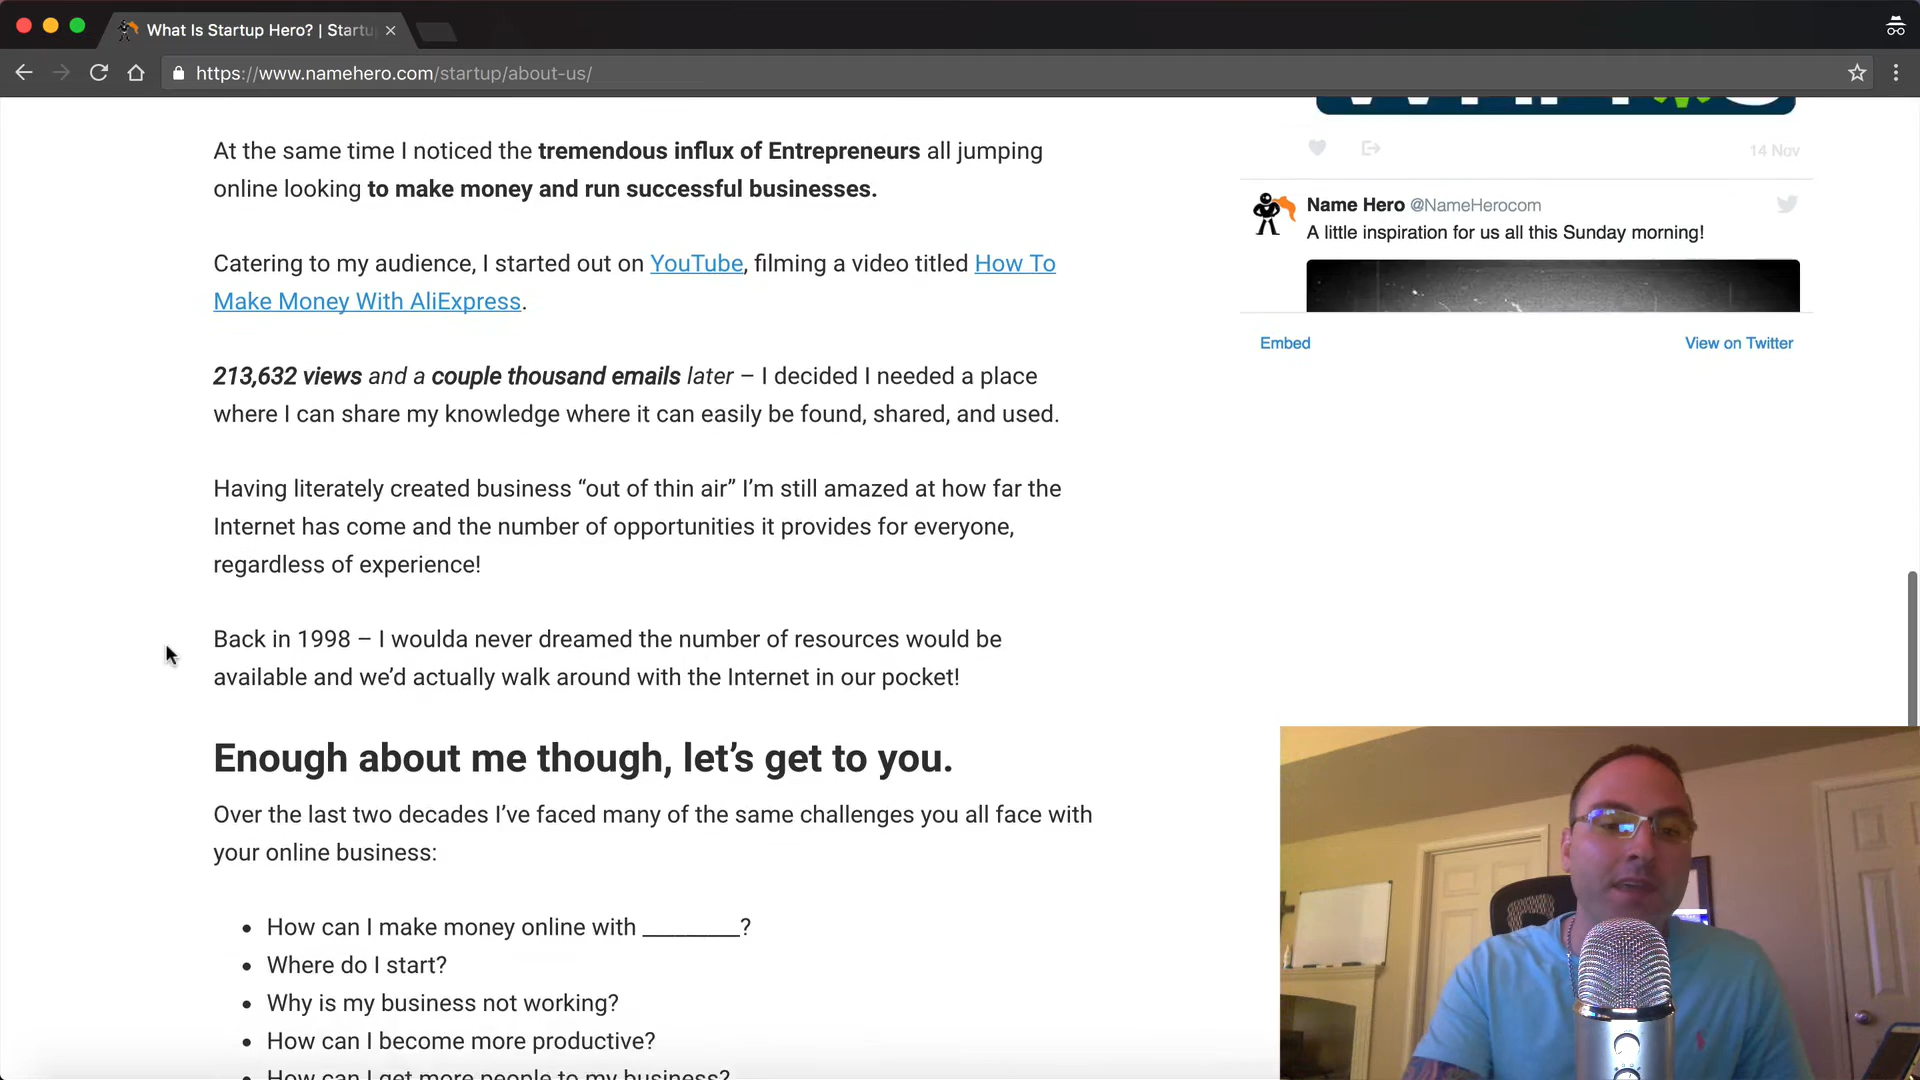 What Is Startup Hero? | Startu
https://www.namehero.com/startup/about-us/
At the same time I noticed the tremendous influx of Entrepreneurs all jumping
online looking to make money and run successful businesses.
Catering to my audience, I started out on YouTube, filming a video titled How To
Make Money With AliExpress.
213,632 views and a couple thousand emails later – I decided I needed a place
where I can share my knowledge where it can easily be found, shared, and used.
Having literately created business “out of thin air” I’m still amazed at how far the
Internet has come and the number of opportunities it provides for everyone,
regardless of experience!
Back in 1998 – I woulda never dreamed the number of resources would be
available and we’d actually walk around with the Internet in our pocket!
Enough about me though, let’s get to you.
Over the last two decades I’ve faced many of the same challenges you all face with
your online business:
• How can I make money online with _________?
• Where do I start?
• Why is my business not working?
• How can I become more productive?
• How can I get more people to my business?
14 Nov
Name Hero @NameHerocom
A little inspiration for us all this Sunday morning!
Embed
View on Twitter